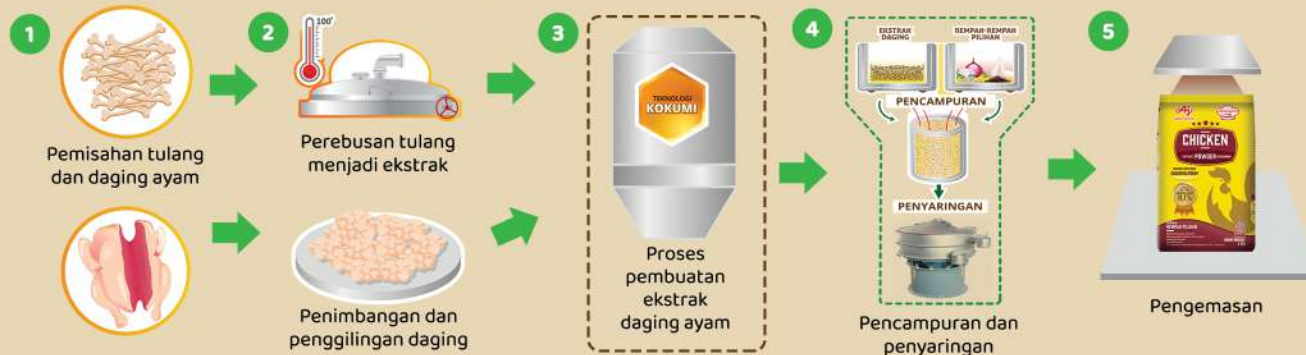 1
Pemisahan tulang
dan daging ayam
2
100°
Perebusan tulang
menjadi ekstrak
Penimbangan dan
penggilingan daging
3
TEKNOLOGI
KOKUMI
Proses
pembuatan
ekstrak
daging ayam
4
EKSTRAK
DAGING
REMPAH-REMPAH
PILIHAN
PENCAMPURAN
PENYARINGAN
Pencampuran dan
penyaringan
5
CHICKEN
POWDER
Pengemasan